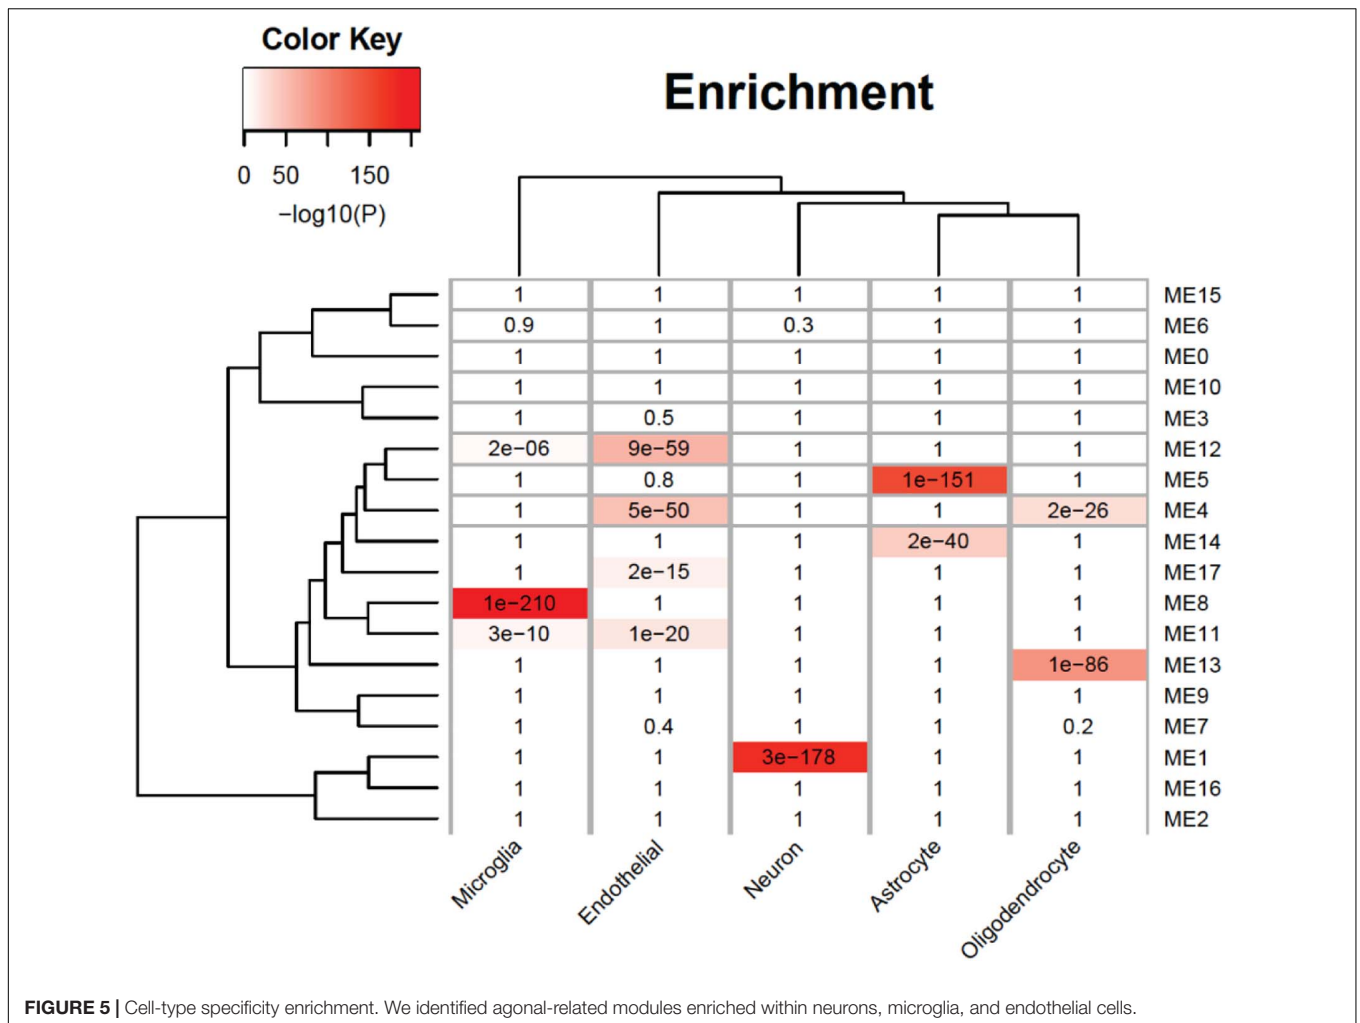 Color Key
0 50 150
−log10(P)
Enrichment
1 1 1 1 1 ME15
0.9 1 0.3 1 1 ME6
1 1 1 1 1 ME0
1 1 1 1 1 ME10
1 0.5 1 1 1 ME3
2e−06 9e−59 1 1 1 ME12
1 0.8 1 1e−151 1 ME5
1 5e−50 1 1 2e−26 ME4
1 1 1 2e−40 1 ME14
1 2e−15 1 1 1 ME17
1e−210 1 1 1 1 ME8
3e−10 1e−20 1 1 1 ME11
1 1 1 1 1e−86 ME13
1 1 1 1 1 ME9
1 0.4 1 1 0.2 ME7
1 1 3e−178 1 1 ME1
1 1 1 1 1 ME16
1 1 1 1 1 ME2
Microglia Endothelial Neuron Astrocyte Oligodendrocyte
FIGURE 5 | Cell-type specificity enrichment. We identified agonal-related modules enriched within neurons, microglia, and endothelial cells.